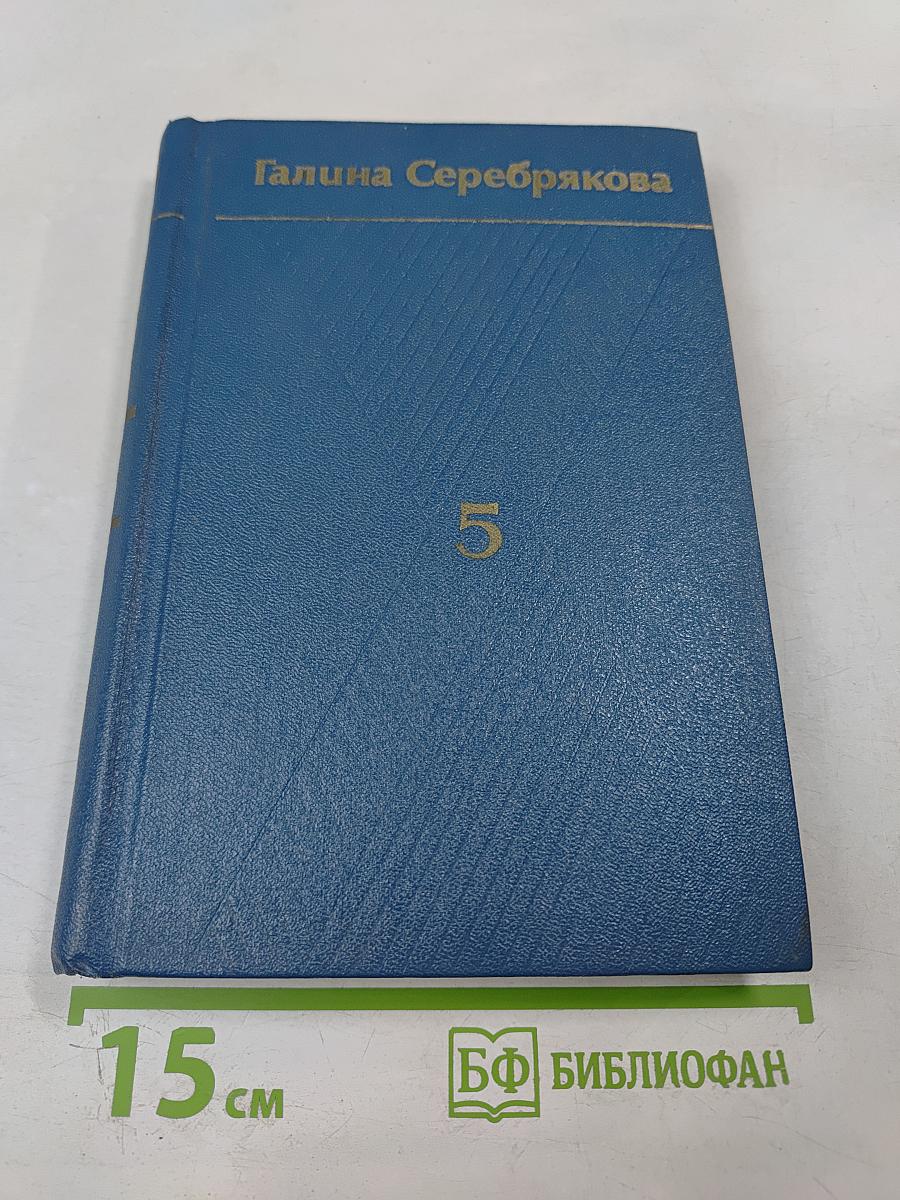 Галина Серебрякова
5
15 см
БФ БИБЛИОФАН